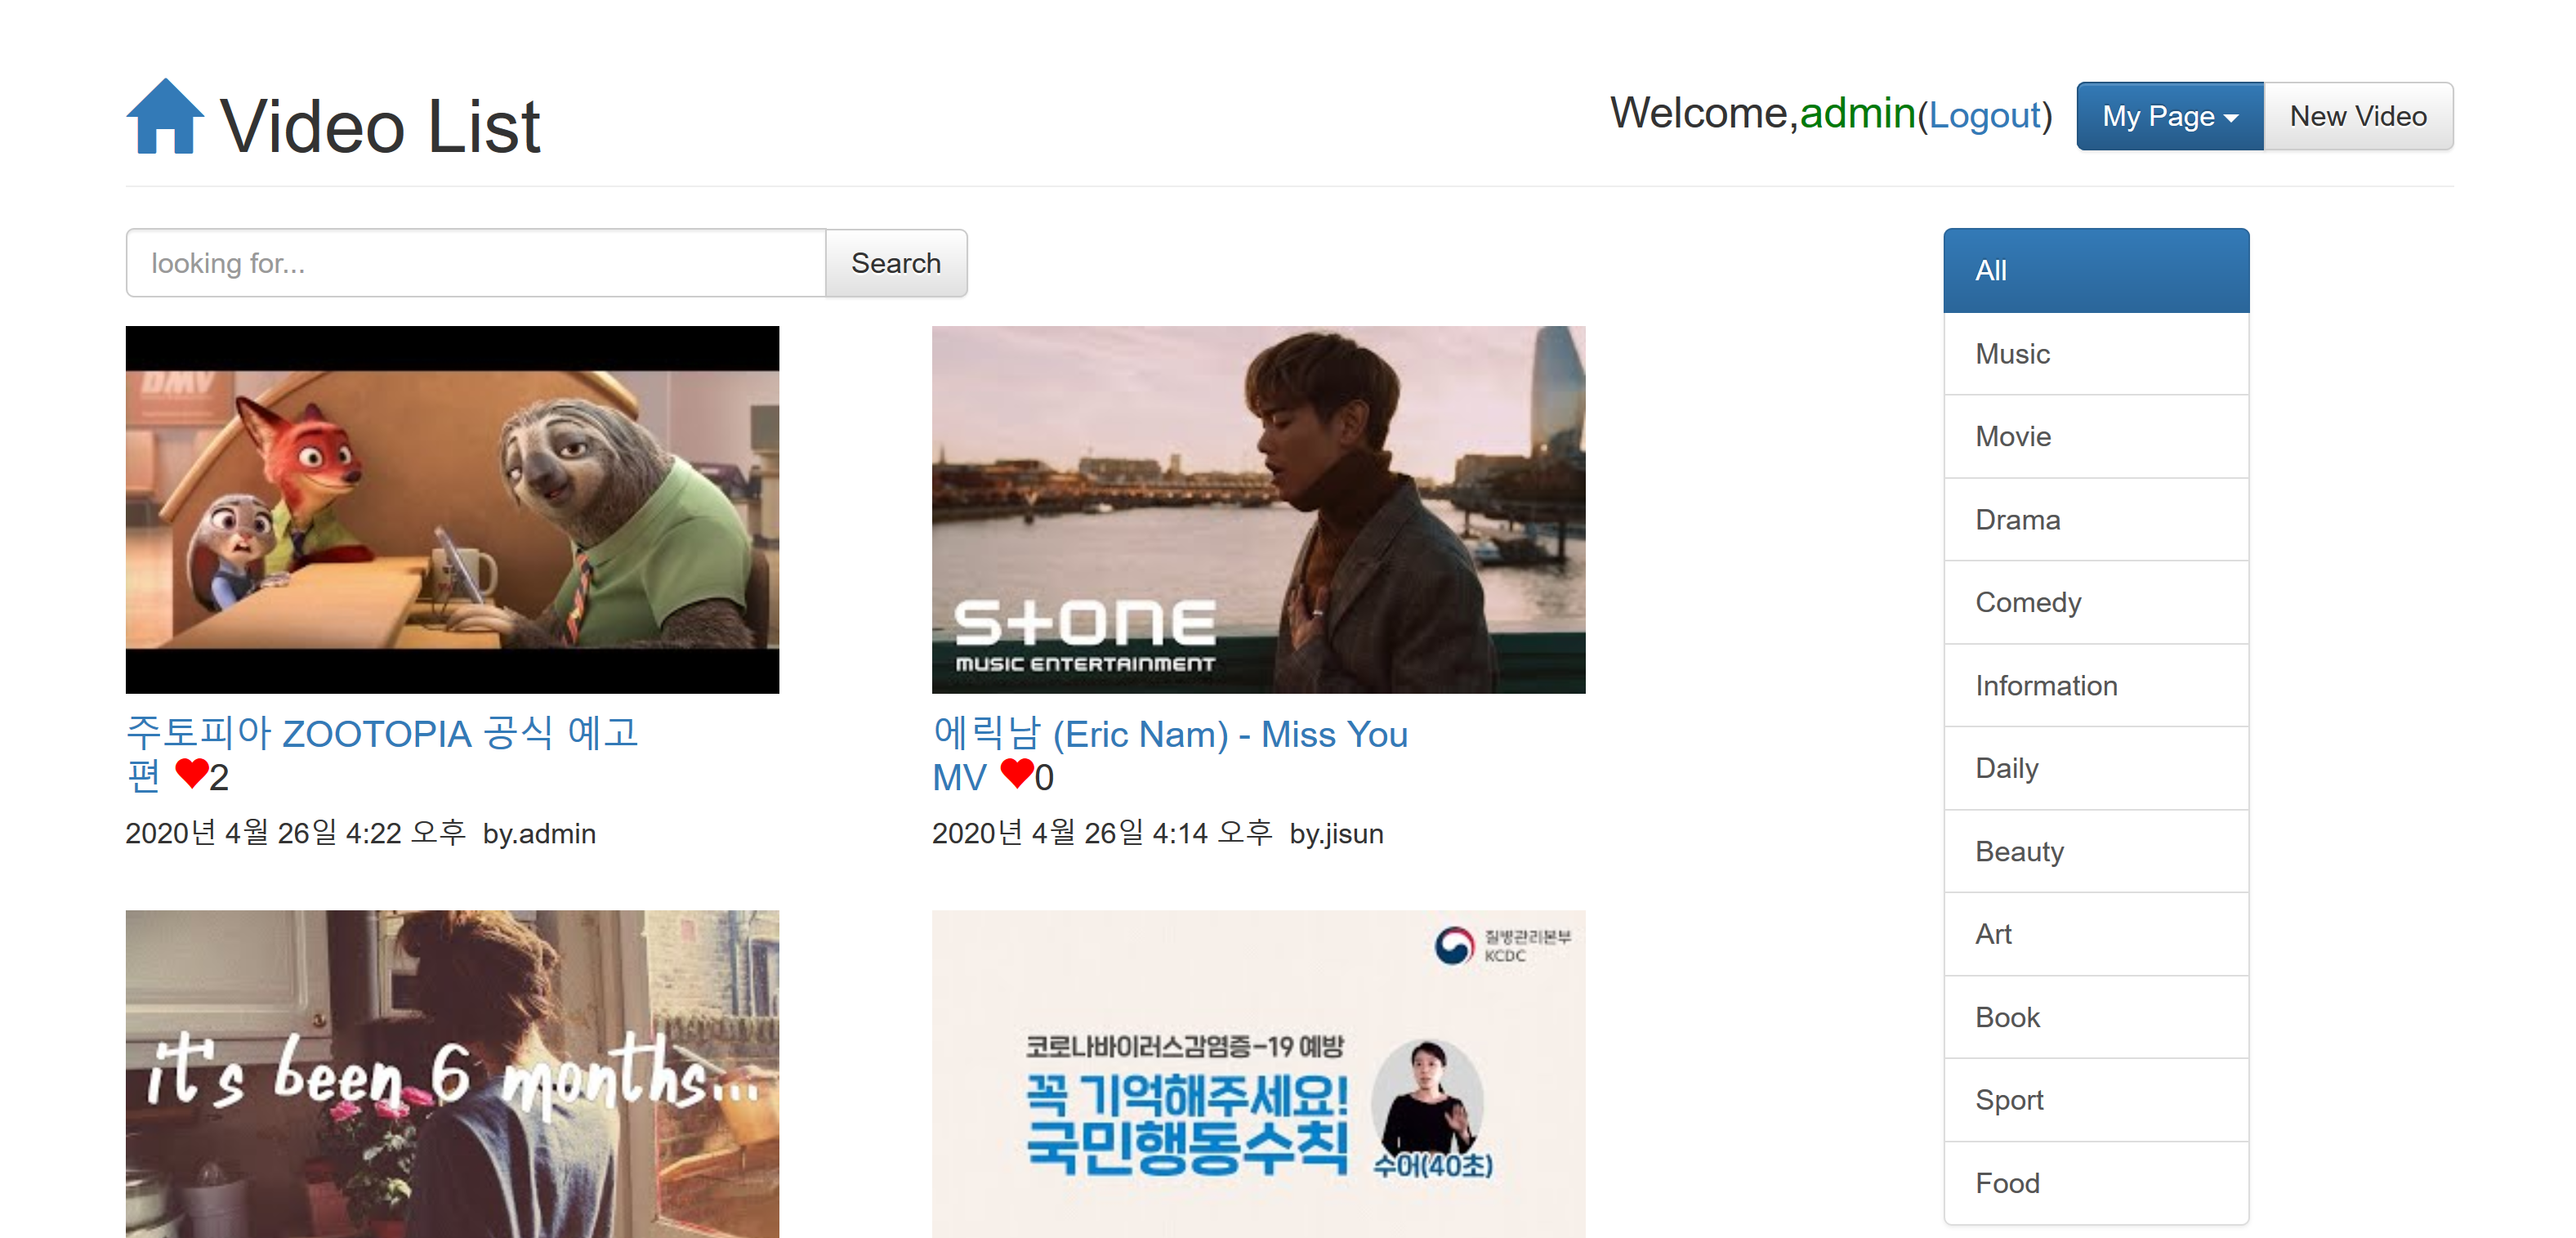 Video List
Welcome,admin(Logout)
My Page
New Video
looking for...
Search
DMV
S+ONE
MUSIC ENTERTAINMENT
주토피아 ZOOTOPIA 공식 예고
편 ♥2
2020년 4월 26일 4:22 오후 by.admin
에릭남 (Eric Nam) - Miss You
MV ♥0
2020년 4월 26일 4:14 오후 by.jisun
it's been 6 months...
질병관리본부
KCDC
코로나바이러스감염증-19 예방
꼭 기억해주세요!
국민행동수칙
수어(40초)
All
Music
Movie
Drama
Comedy
Information
Daily
Beauty
Art
Book
Sport
Food